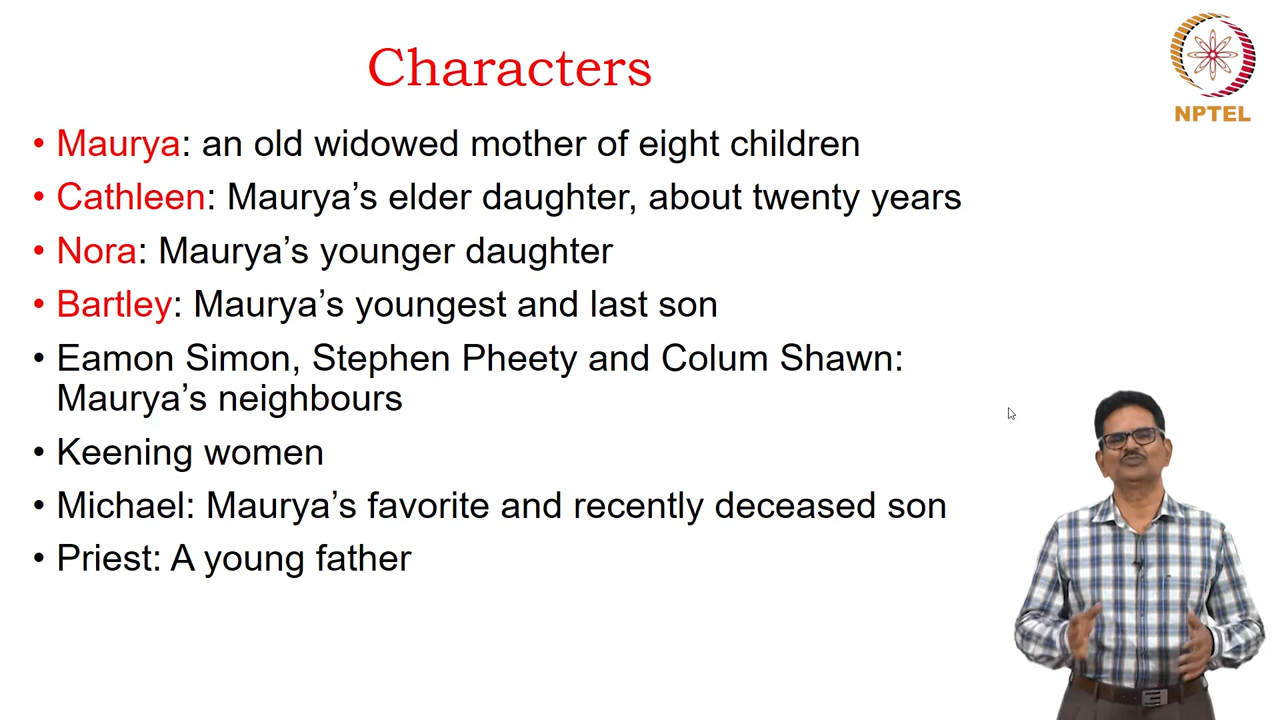 Characters
NPTEL
• Maurya: an old widowed mother of eight children
• Cathleen: Maurya’s elder daughter, about twenty years
• Nora: Maurya’s younger daughter
• Bartley: Maurya’s youngest and last son
• Eamon Simon, Stephen Pheety and Colum Shawn:
Maurya’s neighbours
• Keening women
• Michael: Maurya’s favorite and recently deceased son
• Priest: A young father